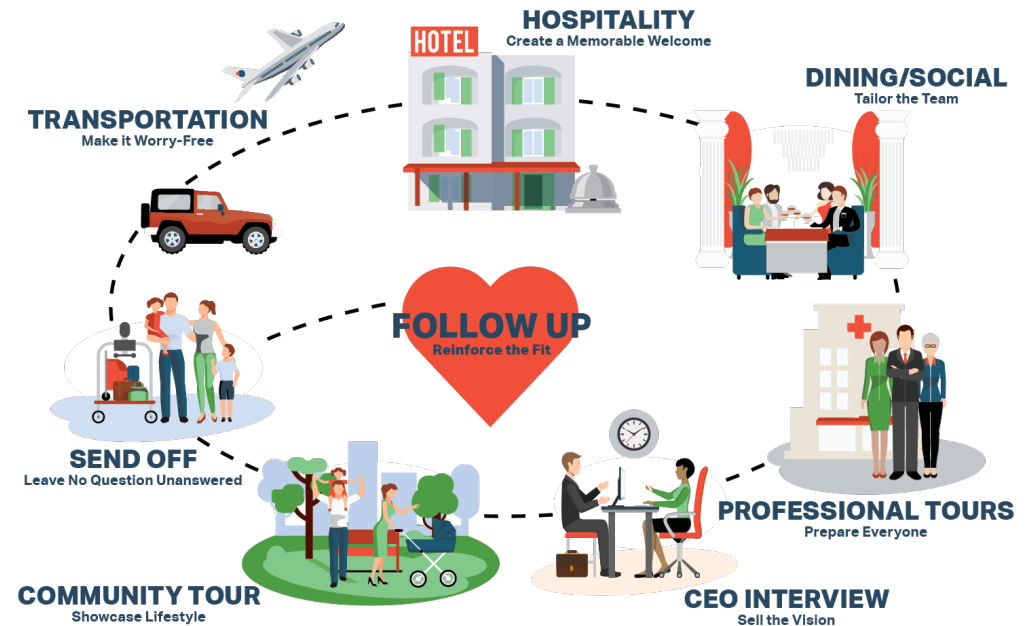 HOSPITALITY
Create a Memorable Welcome
HOTEL
DINING/SOCIAL
Tailor the Team
TRANSPORTATION
Make it Worry-Free
FOLLOW UP
Reinforce the Fit
SEND OFF
Leave No Question Unanswered
PROFESSIONAL TOURS
Prepare Everyone
COMMUNITY TOUR
Showcase Lifestyle
CEO INTERVIEW
Sell the Vision